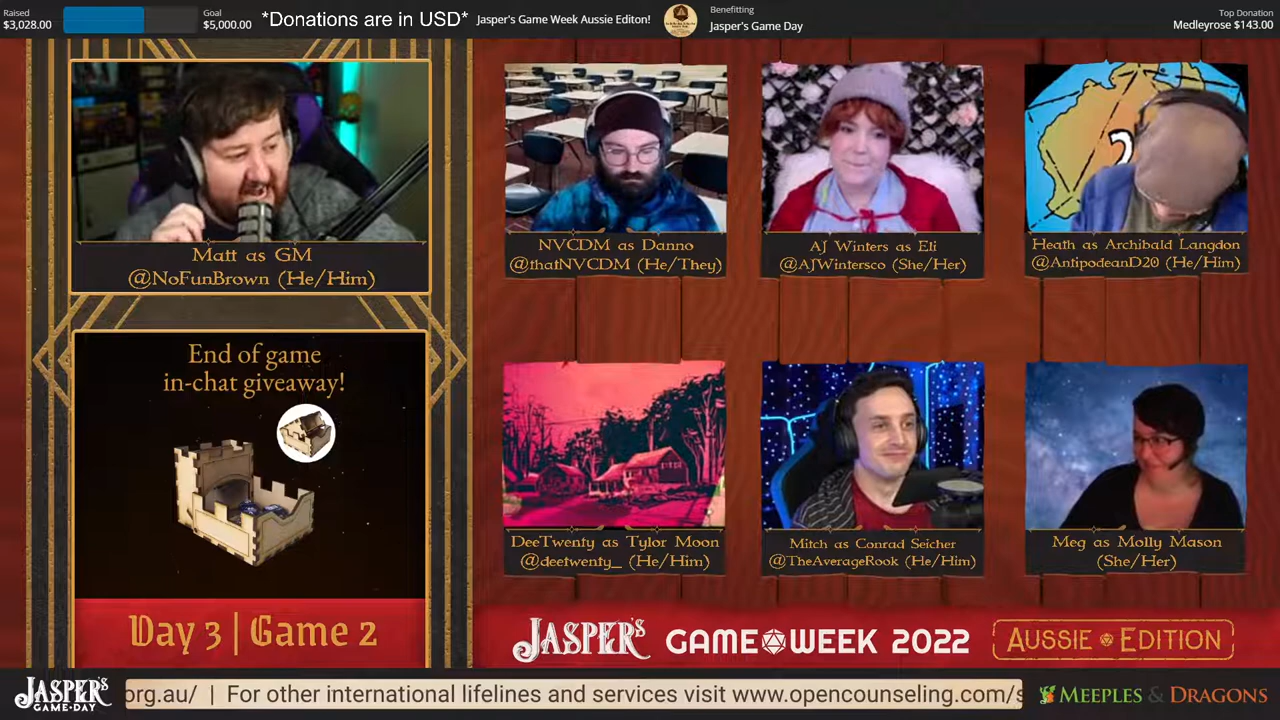 Raised
$3,028.00
Goal
$5,000.00
*Donations are in USD*
Jasper's Game Week Aussie Editon!
Benefitting
Jasper's Game Day
Top Donation
Medleyrose $143.00
Matt as GM
@NoFunBrown (He/Him)
NVCDM as Danno
@thatNVCDM (He/They)
AJ Winters as Eli
@AJWintersco (She/Her)
Heath as Archibald Langdon
@AntipodeanD20 (He/Him)
2
End of game
in-chat giveaway!
DeeTwenty as Tylor Moon
@deetwenty_ (He/Him)
Mitch as Conrad Seicher
@TheAverageRook (He/Him)
Meg as Molly Mason
(She/Her)
Day 3 | Game 2
JASPER'S GAME WEEK 2022
AUSSIE EDITION
JASPER'S
GAME DAY
org.au/ | For other international lifelines and services visit www.opencounseling.com/s
MEEPLES & DRAGONS